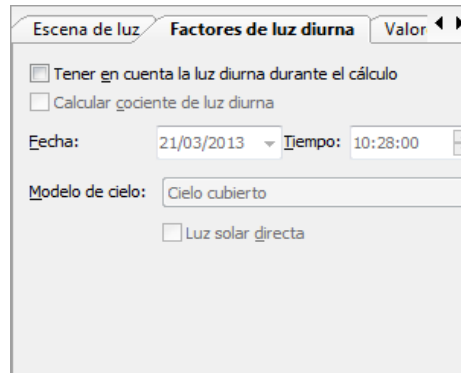 Escena de luz Factores de luz diurna Valor
Tener en cuenta la luz diurna durante el cálculo
Calcular cociente de luz diurna
Fecha: 21/03/2013 Tiempo: 10:28:00
Modelo de cielo: Cielo cubierto
Luz solar directa